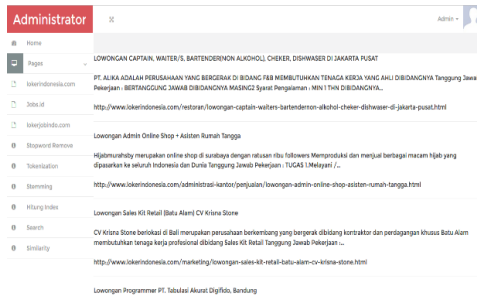 Administrator
Admin
Home
Pages
lokerindonesia.com
Jobs.id
lokerjobindo.com
Stopword Remove
Tokenization
Stemming
Hitung Index
Search
Similarity
LOWONGAN CAPTAIN, WAITER/S, BARTENDER(NON ALKOHOL), CHEKER, DISHWASER DI JAKARTA PUSAT
PT. ALIKA ADALAH PERUSAHAAN YANG BERGERAK DI BIDANG F&B MEMBUTUHKAN TENAGA KERJA YANG AHLI DIBIDANGNYA Tanggung Jawa
Pekerjaan : BERTANGGUNG JAWAB DIBIDANGNYA MASING2 Syarat Pengalaman : MIN 1 THN DIBIDANGNYA...
http://www.lokerindonesia.com/restoran/lowongan-captain-waiters-bartendernon-alkohol-cheker-dishwaser-di-jakarta-pusat.html
Lowongan Admin Online Shop + Asisten Rumah Tangga
Hijabmurahsby merupakan online shop di surabaya dengan ratusan ribu followers Memproduksi dan menjual berbagai macam hijab yang
dipasarkan ke seluruh Indonesia dan Dunia Tanggung Jawab Pekerjaan : TUGAS 1.Melayani /...
http://www.lokerindonesia.com/administrasi-kantor/penjualan/lowongan-admin-online-shop-asisten-rumah-tangga.html
Lowongan Sales Kit Retail (Batu Alam) CV Krisna Stone
CV Krisna Stone berlokasi di Bali merupakan perusahaan berkembang yang bergerak dibidang kontraktor dan perdagangan khusus Batu Alam
membutuhkan tenaga kerja profesional dibidang Sales Kit Retail Tanggung Jawab Pekerjaan :...
http://www.lokerindonesia.com/marketing/lowongan-sales-kit-retail-batu-alam-cv-krisna-stone.html
Lowongan Programmer PT. Tabulasi Akurat Digifido, Bandung